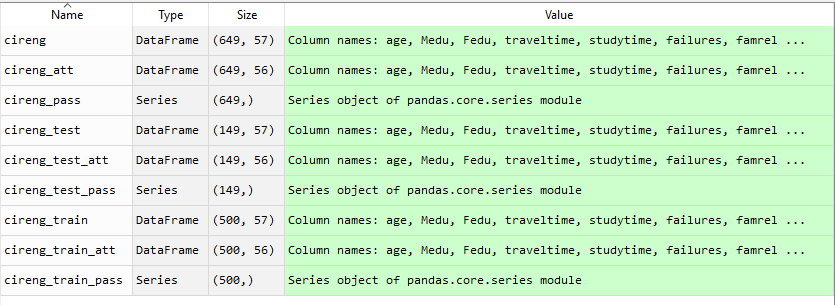 Name Type Size Value
cireng DataFrame (649, 57) Column names: age, Medu, Fedu, traveltime, studytime, failures, famrel ...
cireng_att DataFrame (649, 56) Column names: age, Medu, Fedu, traveltime, studytime, failures, famrel ...
cireng_pass Series (649,) Series object of pandas.core.series module
cireng_test DataFrame (149, 57) Column names: age, Medu, Fedu, traveltime, studytime, failures, famrel ...
cireng_test_att DataFrame (149, 56) Column names: age, Medu, Fedu, traveltime, studytime, failures, famrel ...
cireng_test_pass Series (149,) Series object of pandas.core.series module
cireng_train DataFrame (500, 57) Column names: age, Medu, Fedu, traveltime, studytime, failures, famrel ...
cireng_train_att DataFrame (500, 56) Column names: age, Medu, Fedu, traveltime, studytime, failures, famrel ...
cireng_train_pass Series (500,) Series object of pandas.core.series module